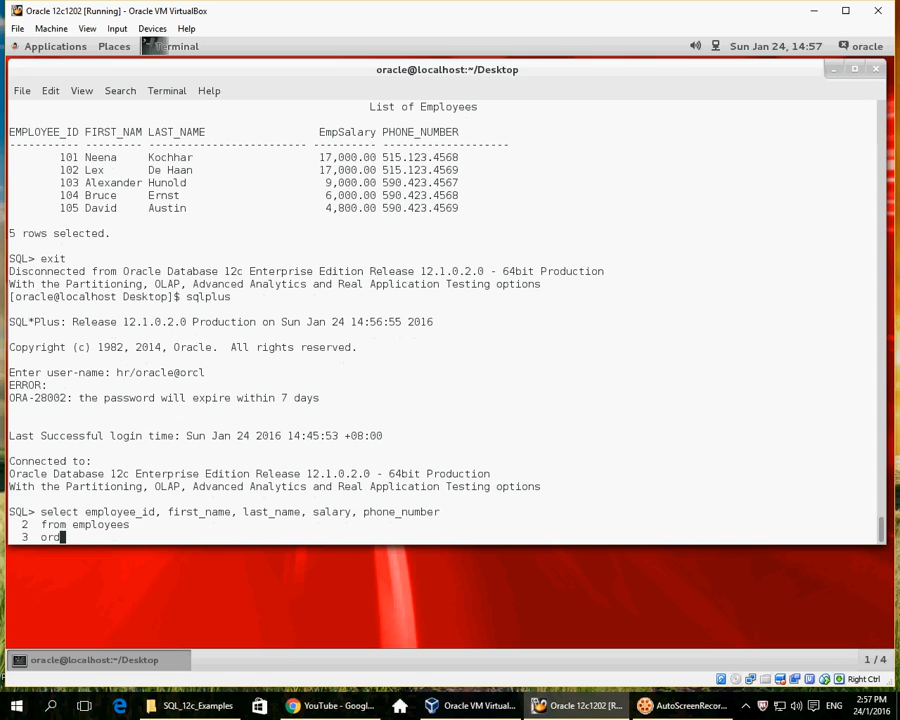 Oracle 12c1202 [Running] - Oracle VM VirtualBox
File Machine View Input Devices Help
Applications Places Terminal Sun Jan 24, 14:57 oracle
oracle@localhost:~/Desktop
File Edit View Search Terminal Help
List of Employees
EMPLOYEE_ID FIRST_NAM LAST_NAME EmpSalary PHONE_NUMBER
----------- --------- ------------------------- ---------- --------------------
101 Neena Kochhar 17,000.00 515.123.4568
102 Lex De Haan 17,000.00 515.123.4569
103 Alexander Hunold 9,000.00 590.423.4567
104 Bruce Ernst 6,000.00 590.423.4568
105 David Austin 4,800.00 590.423.4569
5 rows selected.
SQL> exit
Disconnected from Oracle Database 12c Enterprise Edition Release 12.1.0.2.0 - 64bit Production
With the Partitioning, OLAP, Advanced Analytics and Real Application Testing options
[oracle@localhost Desktop]$ sqlplus
SQL*Plus: Release 12.1.0.2.0 Production on Sun Jan 24 14:56:55 2016
Copyright (c) 1982, 2014, Oracle.  All rights reserved.
Enter user-name: hr/oracle@orcl
ERROR:
ORA-28002: the password will expire within 7 days
Last Successful login time: Sun Jan 24 2016 14:45:53 +08:00
Connected to:
Oracle Database 12c Enterprise Edition Release 12.1.0.2.0 - 64bit Production
With the Partitioning, OLAP, Advanced Analytics and Real Application Testing options
SQL> select employee_id, first_name, last_name, salary, phone_number
2 from employees
3 ord
oracle@localhost:~/Desktop 1 / 4
Right Ctrl
SQL_12c_Examples YouTube - Googl... Oracle VM Virtual... Oracle 12c1202 [R... AutoScreenRecor... ENG 2:57 PM
24/1/2016